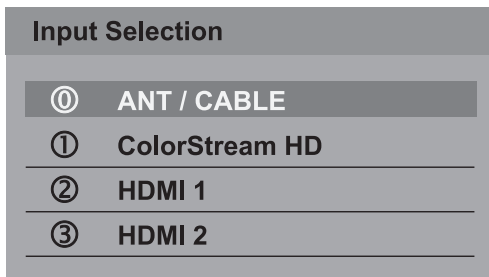 Input Selection
⓪ ANT / CABLE
① ColorStream HD
② HDMI 1
③ HDMI 2